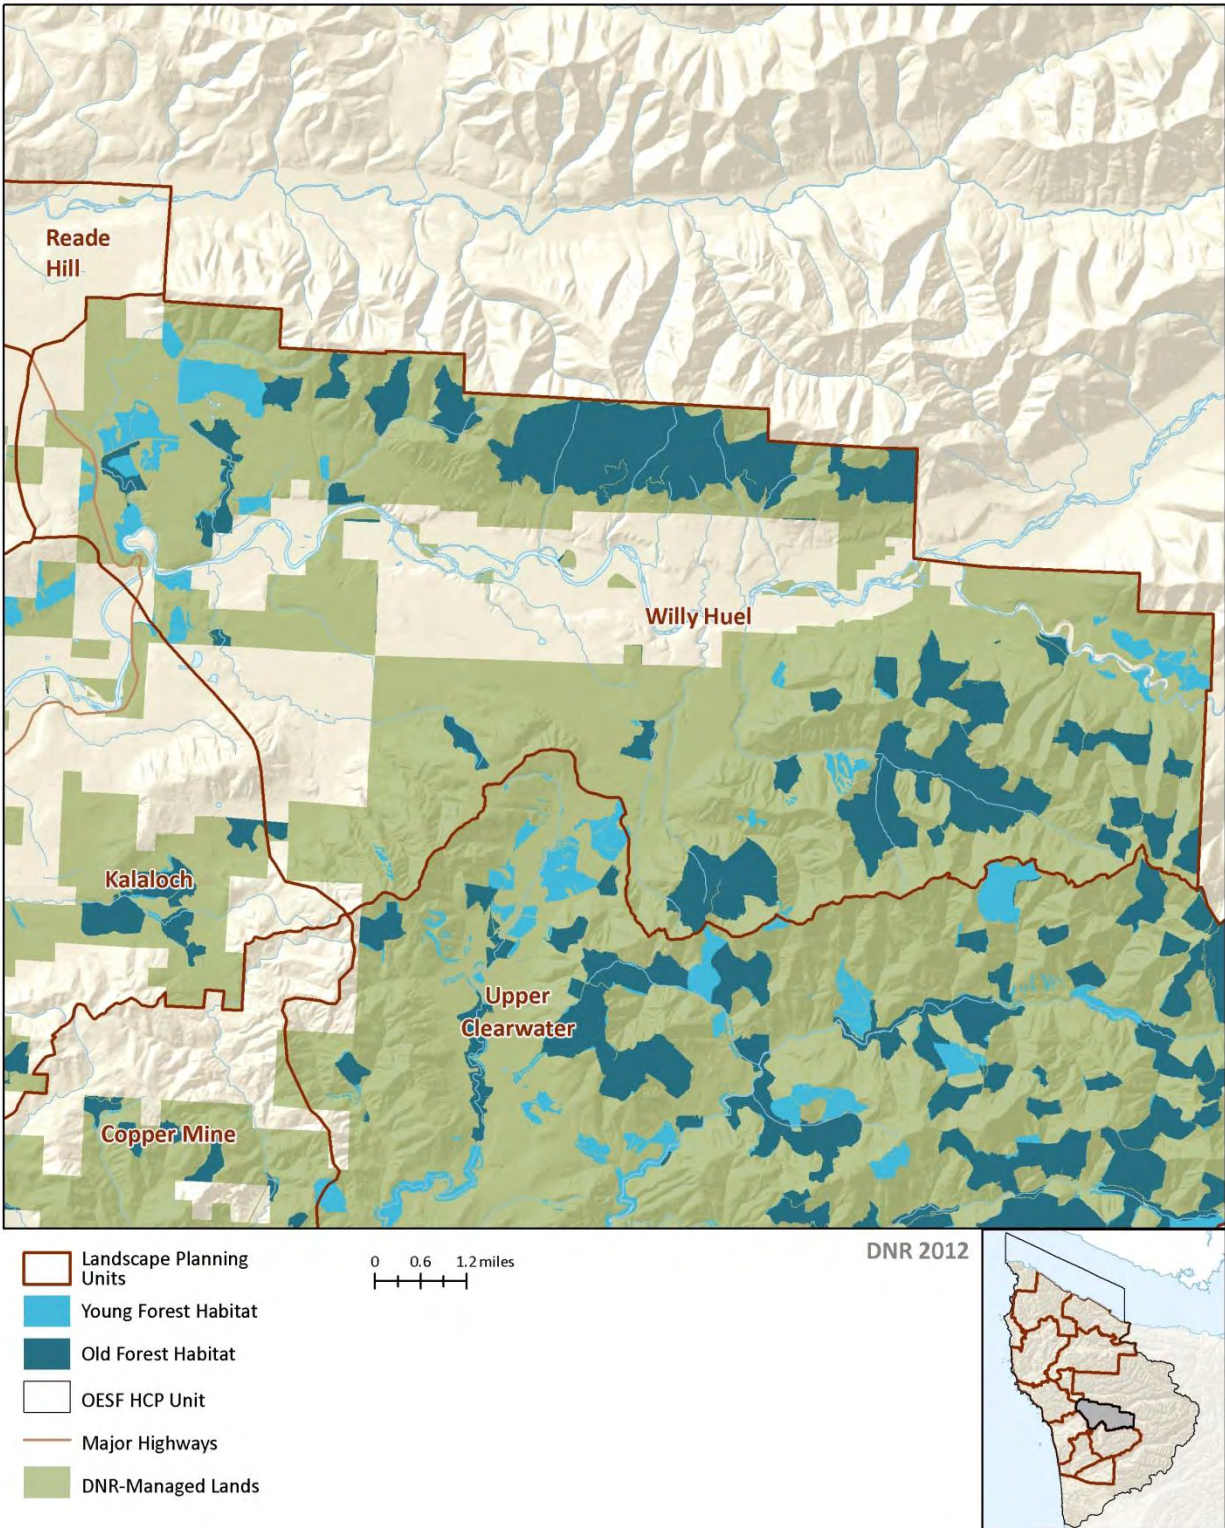 Reade
Hill
Willy Huel
Kalaloch
Upper
Clearwater
Copper Mine
Landscape Planning
Units
Young Forest Habitat
Old Forest Habitat
OESF HCP Unit
Major Highways
DNR-Managed Lands
0 0.6 1.2 miles
DNR 2012